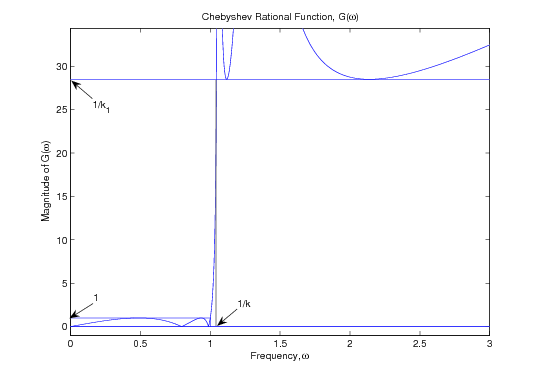 Chebyshev Rational Function, G(ω)
Magnitude of G(ω)
30
25
20
15
10
5
0
1/k1
1
1/k
0 0.5 1 1.5 2 2.5 3
Frequency, ω